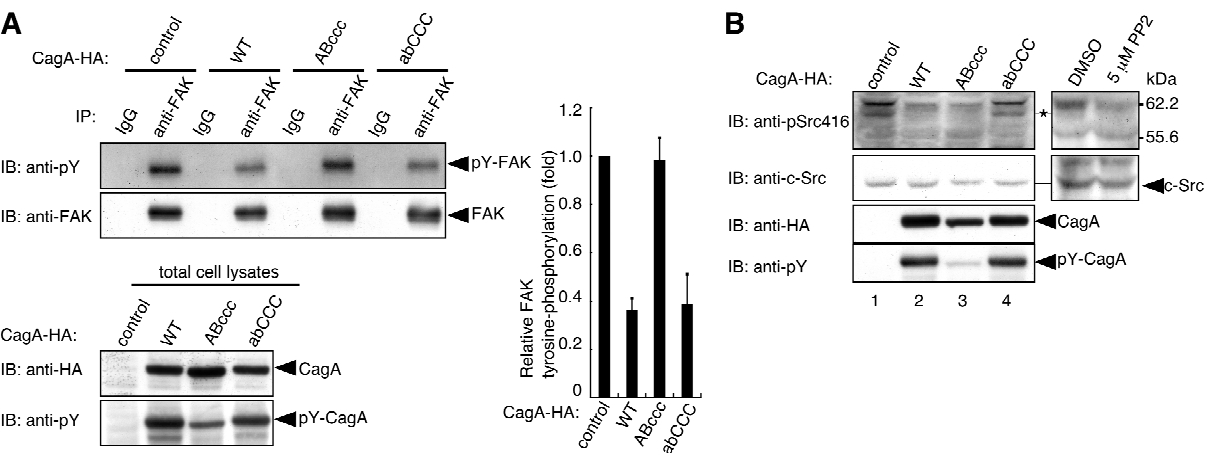 A
CagA-HA: control WT ABccc abCCC
IP: IgG anti-FAK IgG anti-FAK IgG anti-FAK IgG anti-FAK
IB: anti-pY pY-FAK
IB: anti-FAK FAK
total cell lysates
CagA-HA: control WT ABccc abCCC
IB: anti-HA CagA
IB: anti-pY pY-CagA
Relative FAK
tyrosine-phosphorylation (fold)
1.2
1.0
0.8
0.6
0.4
0.2
0
CagA-HA: control WT ABccc abCCC
B
CagA-HA: control WT ABccc abCCC DMSO 5 μM PP2 kDa
IB: anti-pSrc416 * 62.2
55.6
IB: anti-c-Src c-Src
IB: anti-HA CagA
IB: anti-pY pY-CagA
1 2 3 4